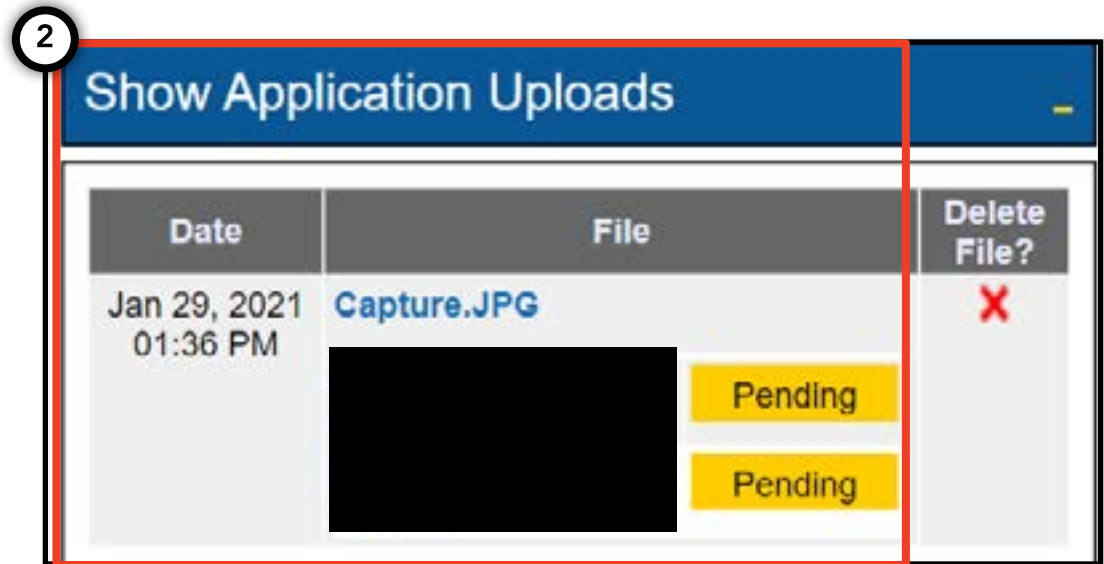 2
Show Application Uploads
Date File Delete File?
Jan 29, 2021 01:36 PM
Capture.JPG
Pending
Pending